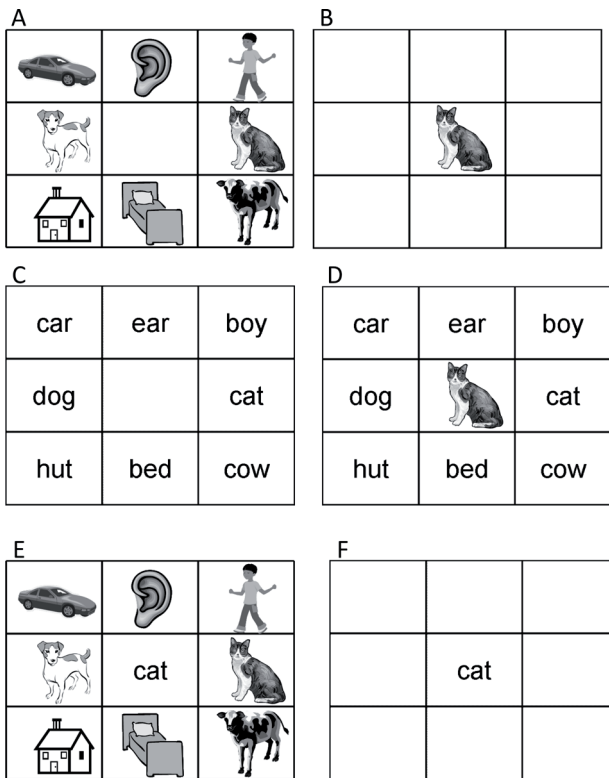 A
B
C
car ear boy
dog cat
hut bed cow
D
car ear boy
dog cat
hut bed cow
E
cat
F
cat